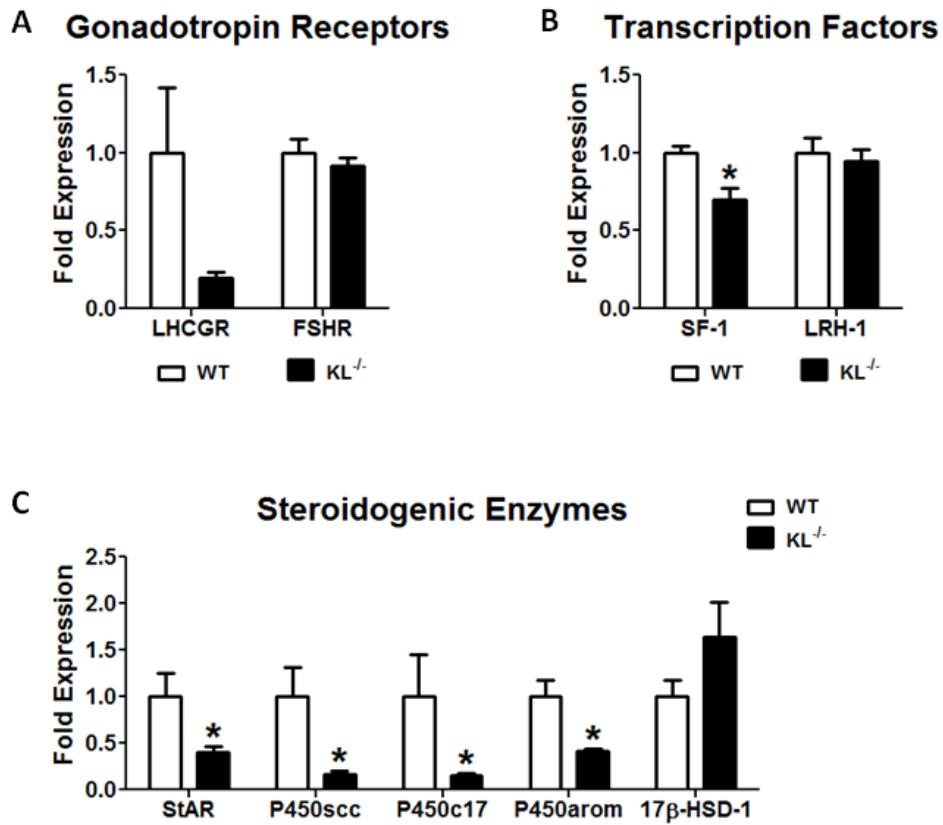 A Gonadotropin Receptors
Fold Expression
1.5
1.0
0.5
0.0
LHCGR FSHR
WT KL-/-
B Transcription Factors
Fold Expression
1.5
1.0
0.5
0.0
*
SF-1 LRH-1
WT KL-/-
C Steroidogenic Enzymes
WT
KL-/-
Fold Expression
2.5
2.0
1.5
1.0
0.5
0.0
* * * *
StAR P450scc P450c17 P450arom 17β-HSD-1